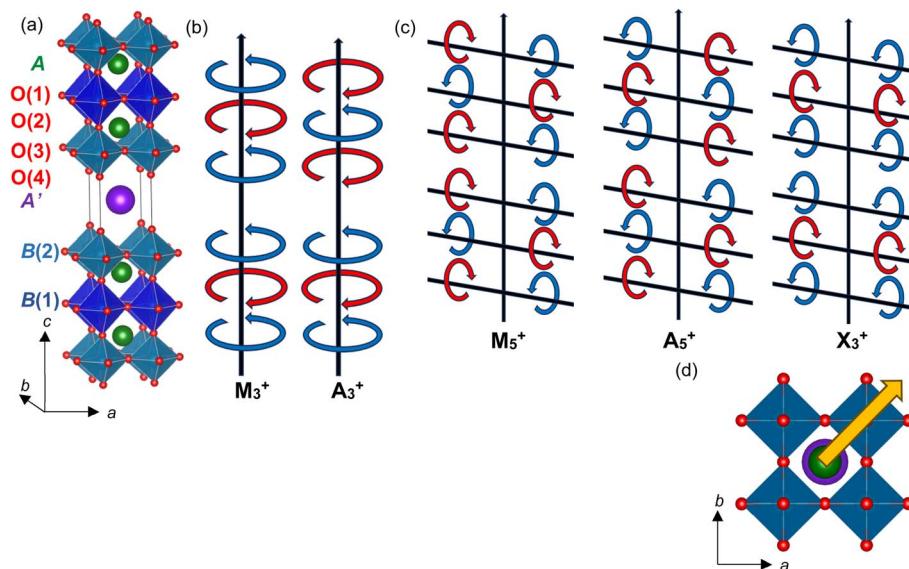 (a)
A
O(1)
O(2)
O(3)
O(4)
A’
B(2)
B(1)
c
b
a
(b)
M₃⁺
A₃⁺
(c)
M₅⁺
A₅⁺
X₃⁺
(d)
b
a